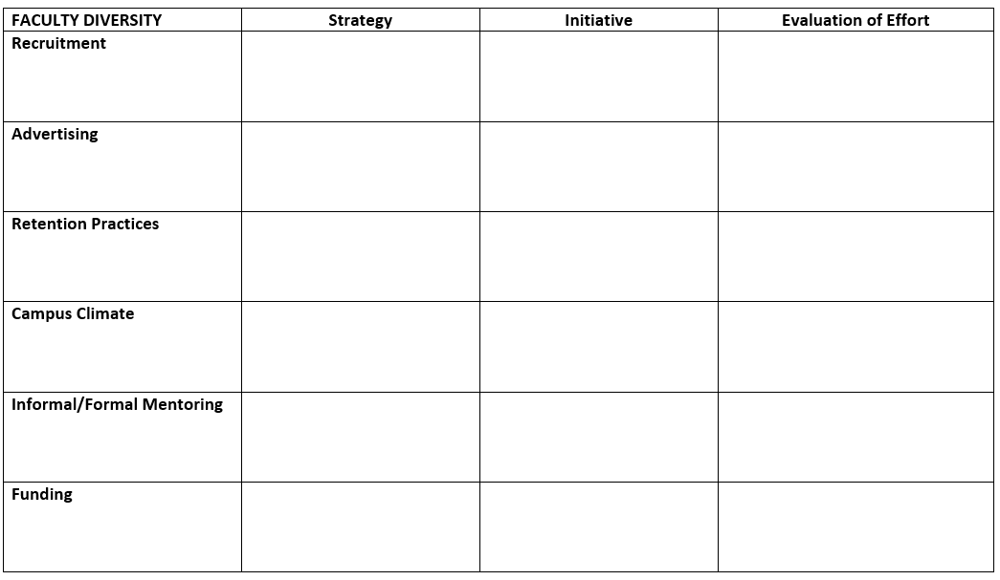 FACULTY DIVERSITY Strategy Initiative Evaluation of Effort
Recruitment
Advertising
Retention Practices
Campus Climate
Informal/Formal Mentoring
Funding